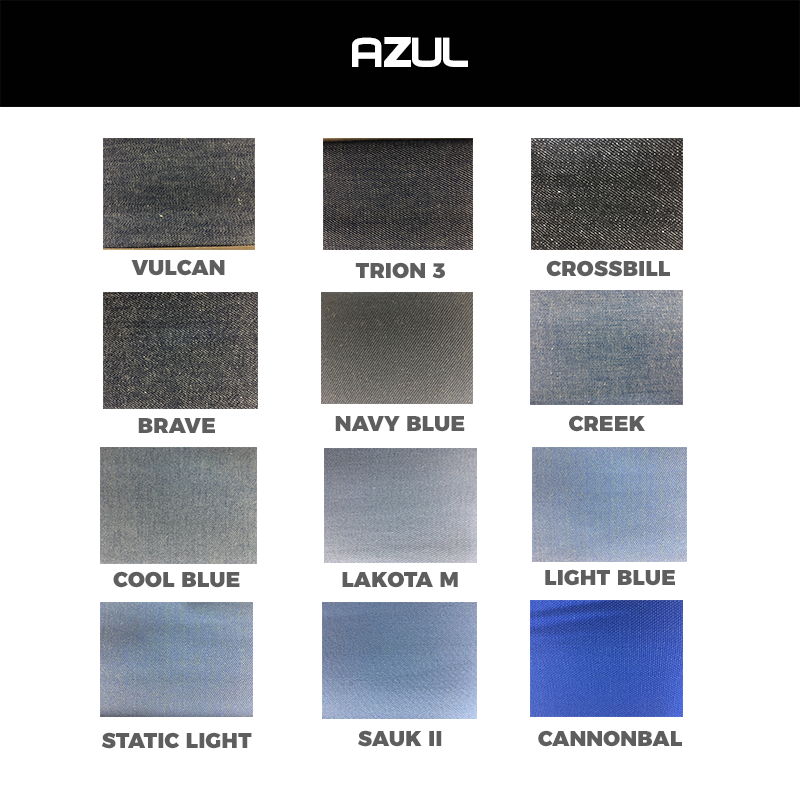 AZUL
VULCAN
TRION 3
CROSSBILL
BRAVE
NAVY BLUE
CREEK
COOL BLUE
LAKOTA M
LIGHT BLUE
STATIC LIGHT
SAUK II
CANNONBAL